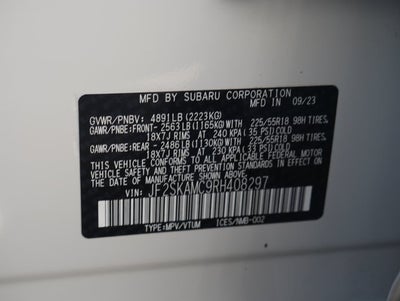 MFD BY SUBARU CORPORATION
09/23
GVWR/PNBV: 4891LB(2223KG)
GAWR/PNBE:FRONT- 2563LB(1165KG)WITH 225/55R18 98H TIRES.
18X7J RIMS AT 240 KPA(35 PSI)COLD
GAWR/PNBE:REAR -2486LB(1130KG)WITH 225/55R18 98H TIRES.
18X7J RIMS AT 230 KPA(33 PSI)COLD
THIS VEHICLE CONFORMS TO ALL APPLICABLE FEDERAL MOTOR
VEHICLE SAFETY, BUMPER, AND THEFT PREVENTION STANDARDS
IN EFFECT ON THE DATE OF MANUFACTURE SHOWN ABOVE.
JF2SKAMC9RH408297
TYPE:MPV/VTUM ICES/NMB-002